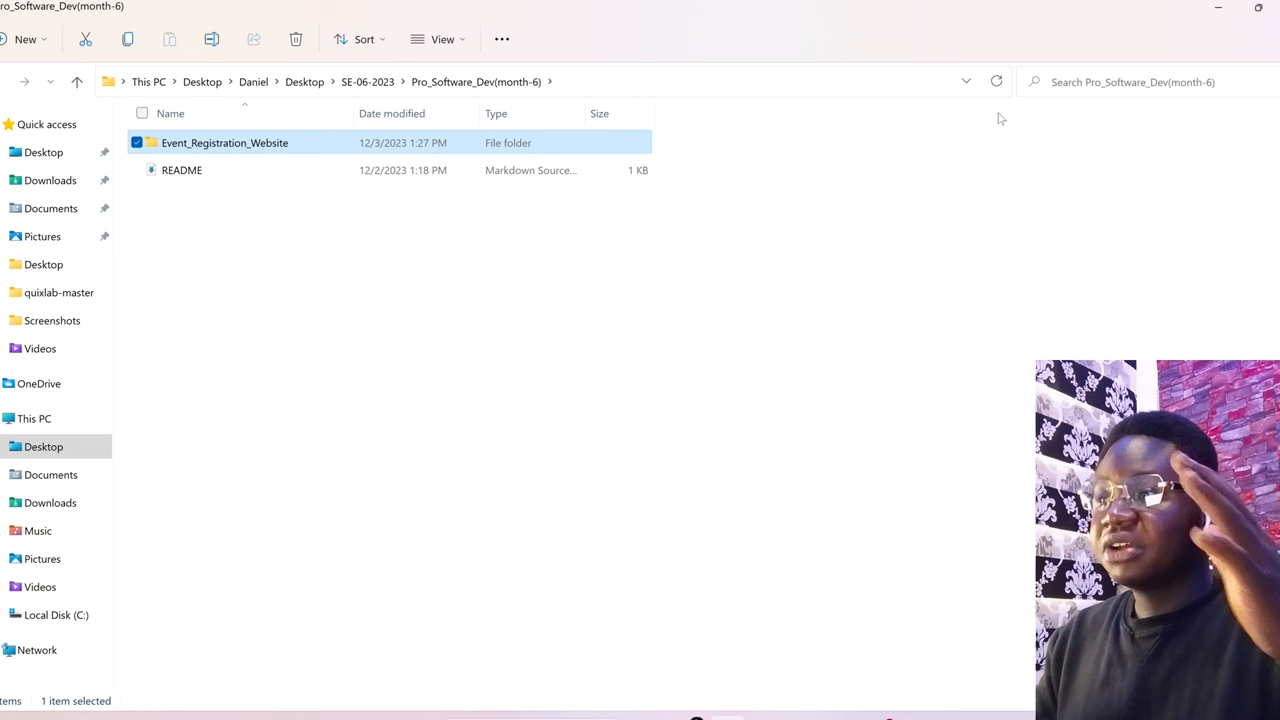 ro_Software_Dev(month-6)
New
Sort
View
This PC
Desktop
Daniel
Desktop
SE-06-2023
Pro_Software_Dev(month-6)
Search Pro_Software_Dev(month-6)
Name
Date modified
Type
Size
Event_Registration_Website
12/3/2023 1:27 PM
File folder
README
12/2/2023 1:18 PM
Markdown Source...
1 KB
Quick access
Desktop
Downloads
Documents
Pictures
Desktop
quixlab-master
Screenshots
Videos
OneDrive
This PC
Desktop
Documents
Downloads
Music
Pictures
Videos
Local Disk (C:)
Network
tems
1 item selected